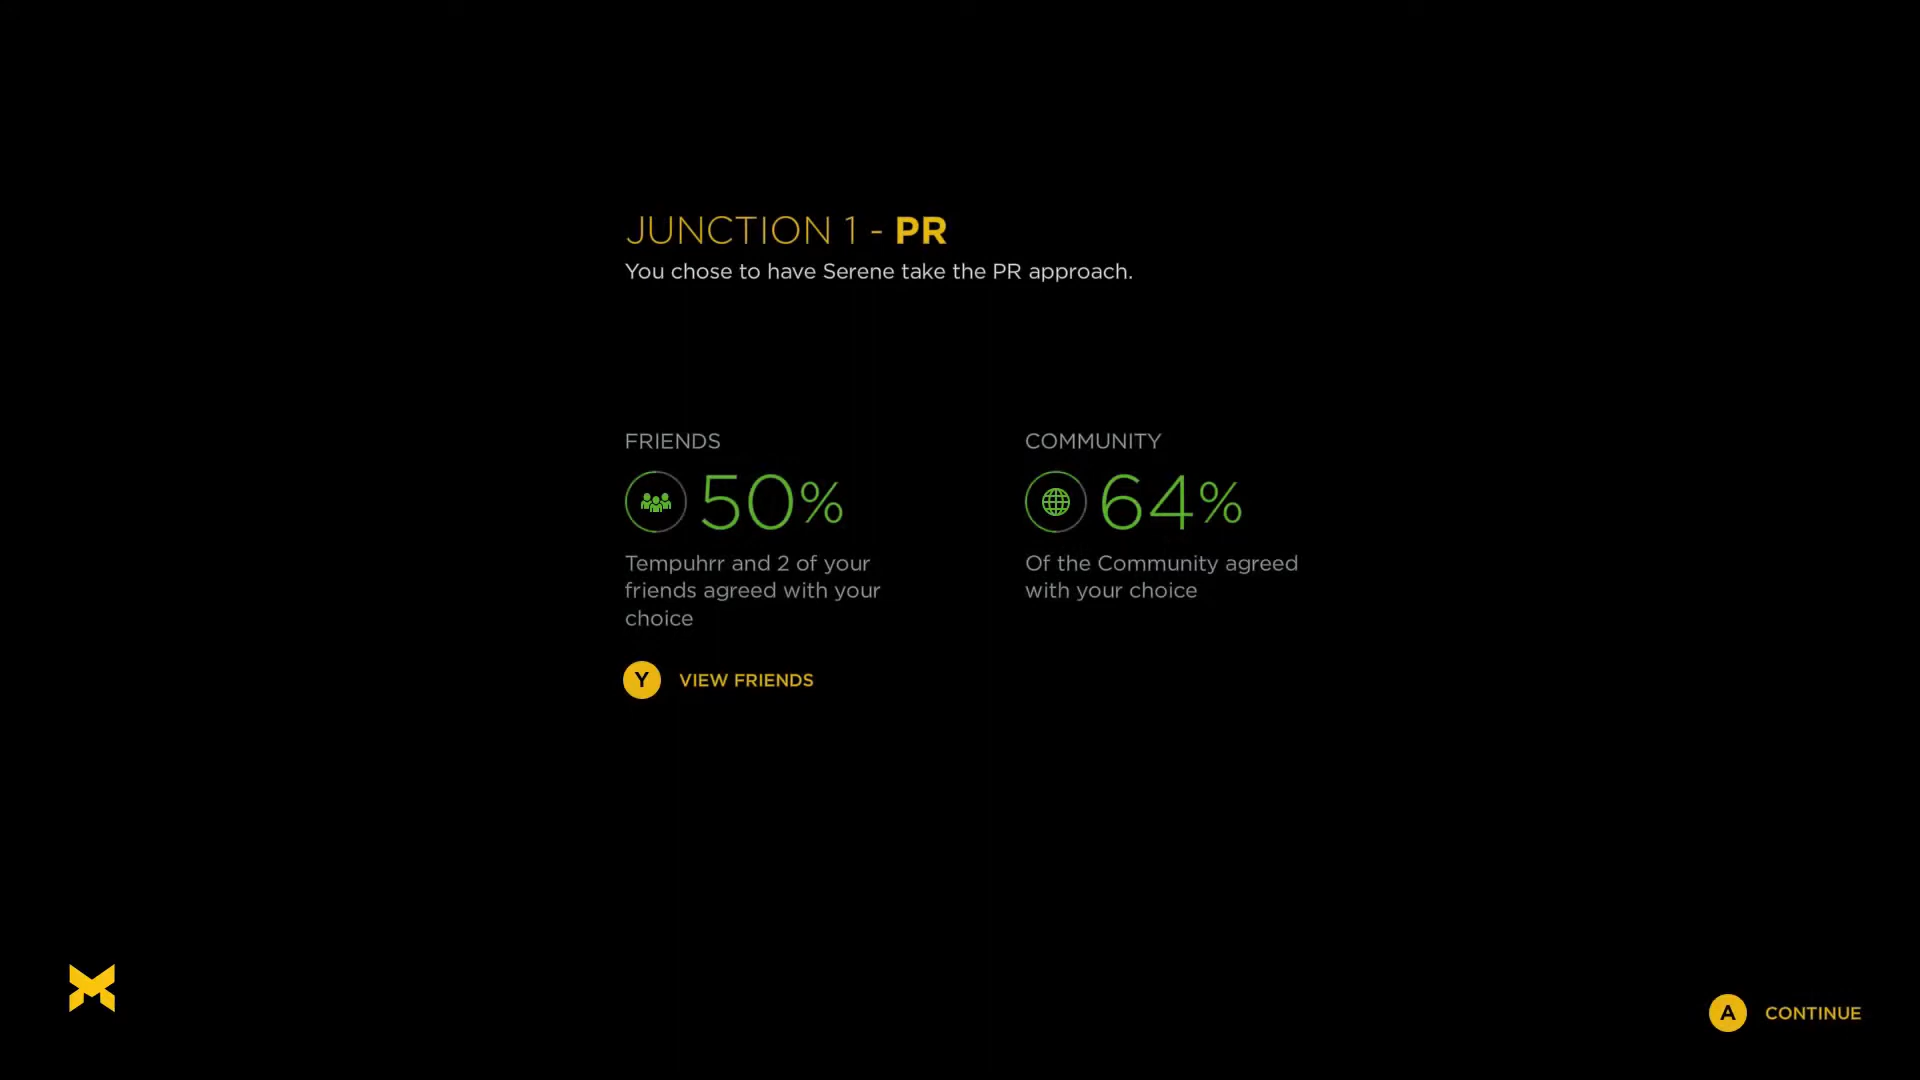 JUNCTION 1 - PR
You chose to have Serene take the PR approach.
FRIENDS
50%
Tempuhrr and 2 of your
friends agreed with your
choice
Y VIEW FRIENDS
COMMUNITY
64%
Of the Community agreed
with your choice
A CONTINUE